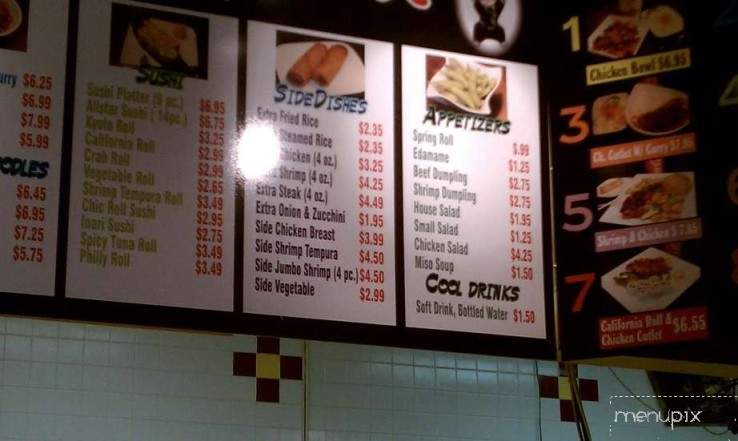 urry $6.25
$6.99
$7.99
$5.99
OODLES
$6.45
$6.95
$7.25
$5.75
SUSHI
Sushi Platter (9 pc.) $6.95
Allstar Sushi (14pc.) $6.75
Kyoto Roll $3.25
California Roll $2.99
Crab Roll $2.99
Vegetable Roll $2.65
Shrimp Tempura Roll $3.49
Chic Roll Sushi $2.95
Inari Sushi $2.75
Spicy Tuna Roll $3.49
Philly Roll $3.49
SIDE DISHES
Extra Fried Rice $2.35
Steamed Rice $2.35
Chicken (4 oz.) $3.25
Shrimp (4 oz.) $4.25
Extra Steak (4 oz.) $4.49
Extra Onion & Zucchini $1.95
Side Chicken Breast $3.99
Side Shrimp Tempura $4.50
Side Jumbo Shrimp (4 pc.) $4.50
Side Vegetable $2.99
APPETIZERS
Spring Roll $.99
Edamame $1.25
Beef Dumpling $2.75
Shrimp Dumpling $2.75
House Salad $1.95
Small Salad $1.25
Chicken Salad $4.25
Miso Soup $1.50
COOL DRINKS
Soft Drink, Bottled Water $1.50
1
Chicken Bowl $6.95
3
Ch. Cutlet W/ Curry
5
Shrimp & Chicken $7.65
7
California Roll & Chicken Cutlet $6.55
menupix